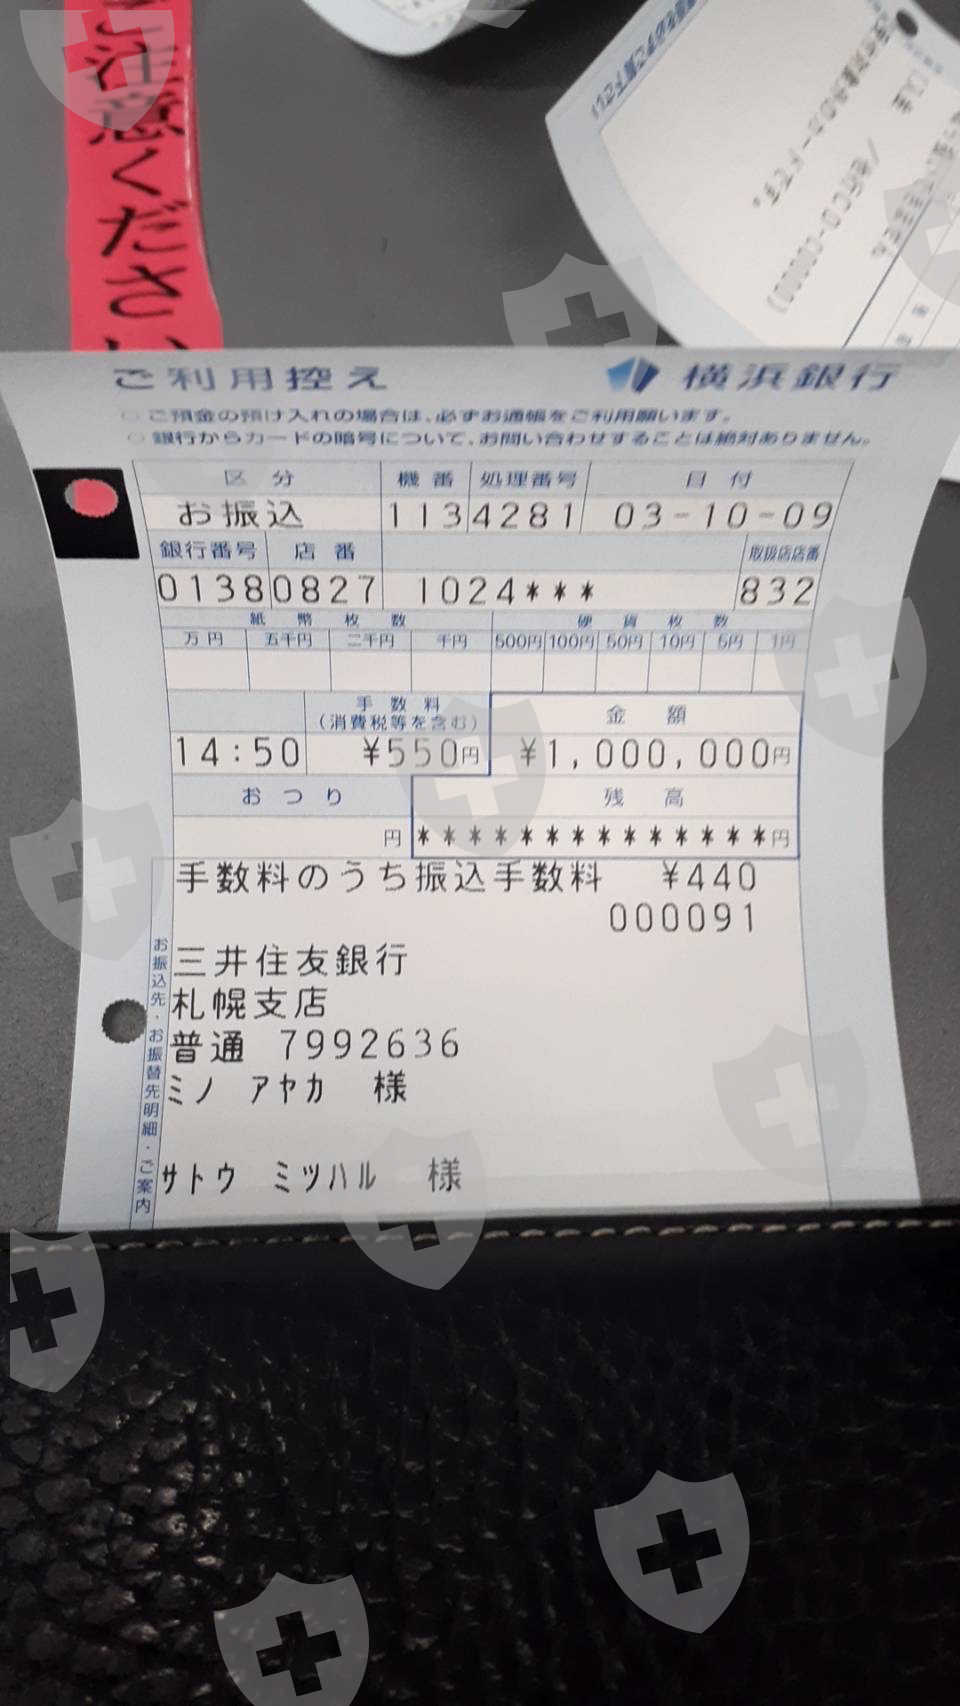 ご注意ください
ご利用控え 横浜銀行
○ ご預金の預け入れの場合は、必ずお通帳をご利用願います。
○ 銀行からカードの暗号について、お問い合わせすることは絶対ありません。
区分 機番 処理番号 日付
お振込 113 4281 03-10-09
銀行番号 店番 取扱店店番
0138 0827 1024*** 832
紙幣枚数 硬貨枚数
万円 五千円 二千円 千円 500円 100円 50円 10円 5円 1円
手数料 金額
(消費税等を含む)
14:50 ¥550円 ¥1,000,000円
おつり 残高
円 **************円
手数料のうち振込手数料 ¥440
000091
お振込先・お振替先明細・ご案内
三井住友銀行
札幌支店
普通 7992636
ミノ アヤカ 様
サトウ ミツハル 様